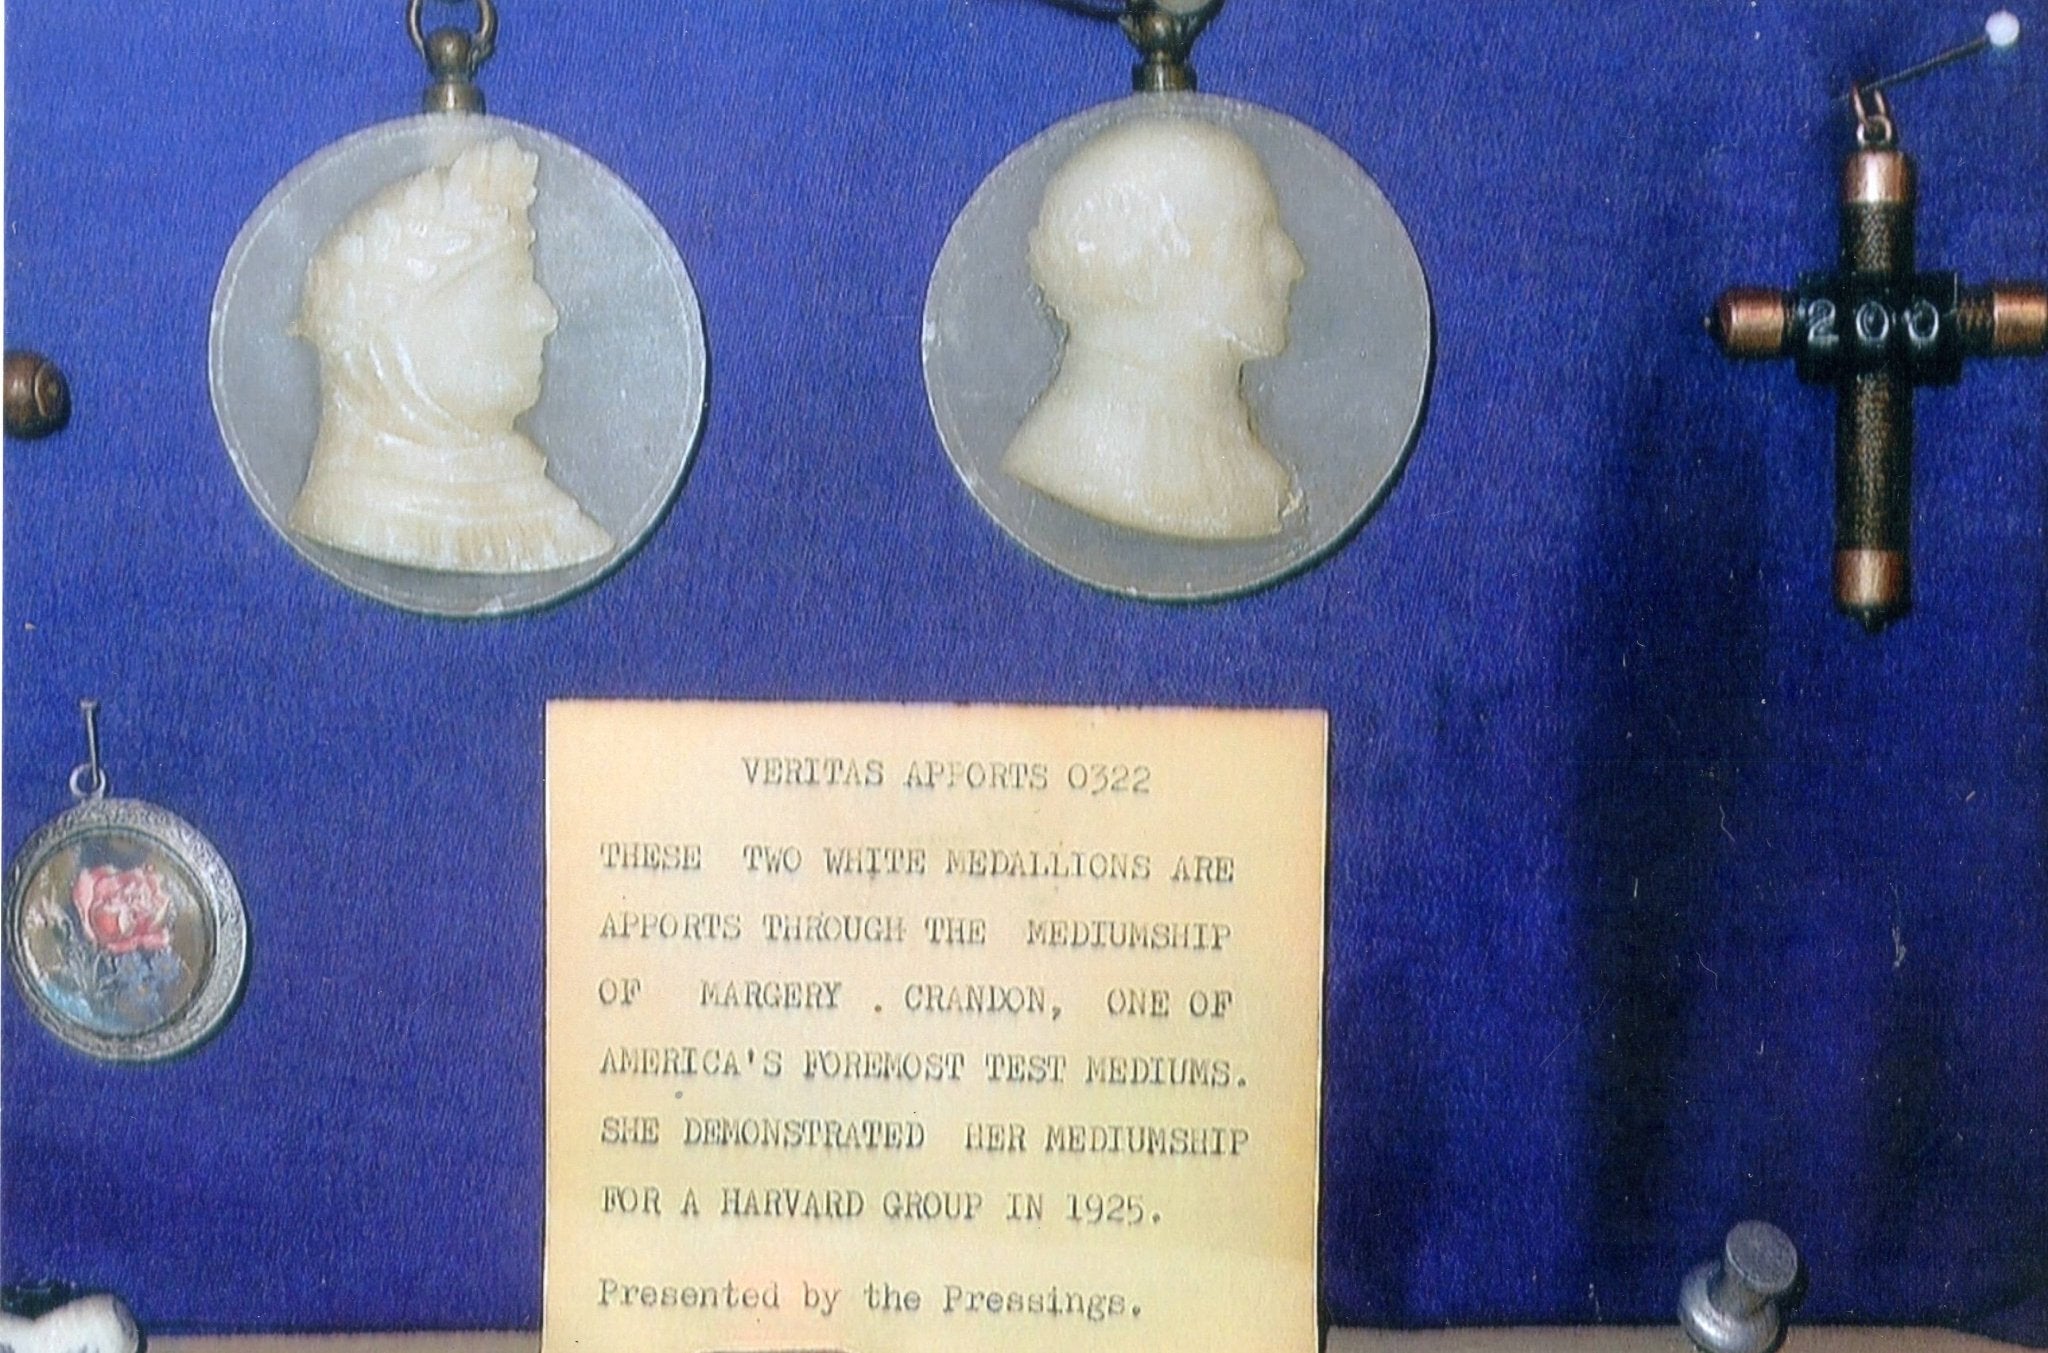 200
VERITAS APPORTS 0322
THESE TWO WHITE MEDALLIONS ARE
APPORTS THROUGH THE MEDIUMSHIP
OF MARGERY . CRANDON, ONE OF
AMERICA'S FOREMOST TEST MEDIUMS.
SHE DEMONSTRATED HER MEDIUMSHIP
FOR A HARVARD GROUP IN 1925.
Presented by the Pressings.